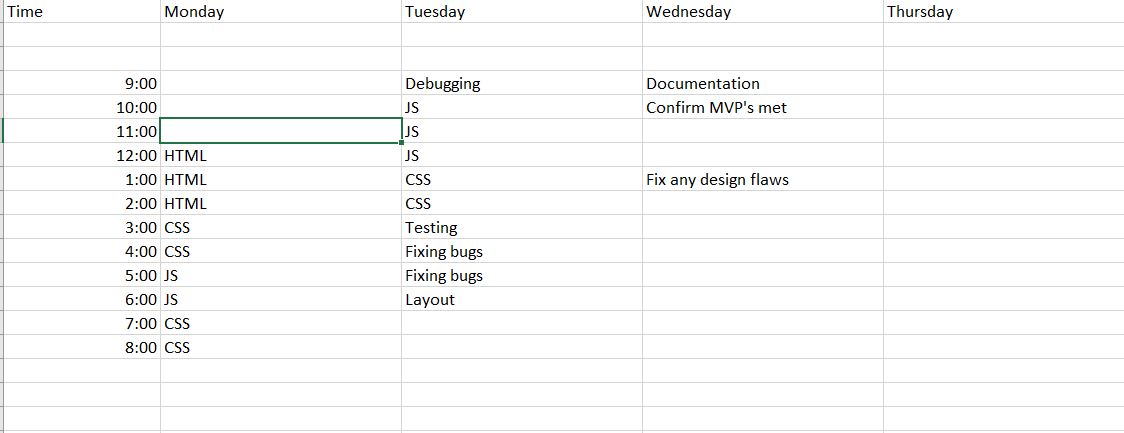 Time Monday Tuesday Wednesday Thursday
9:00 Debugging Documentation
10:00 JS Confirm MVP's met
11:00 JS
12:00 HTML JS
1:00 HTML CSS Fix any design flaws
2:00 HTML CSS
3:00 CSS Testing
4:00 CSS Fixing bugs
5:00 JS Fixing bugs
6:00 JS Layout
7:00 CSS
8:00 CSS